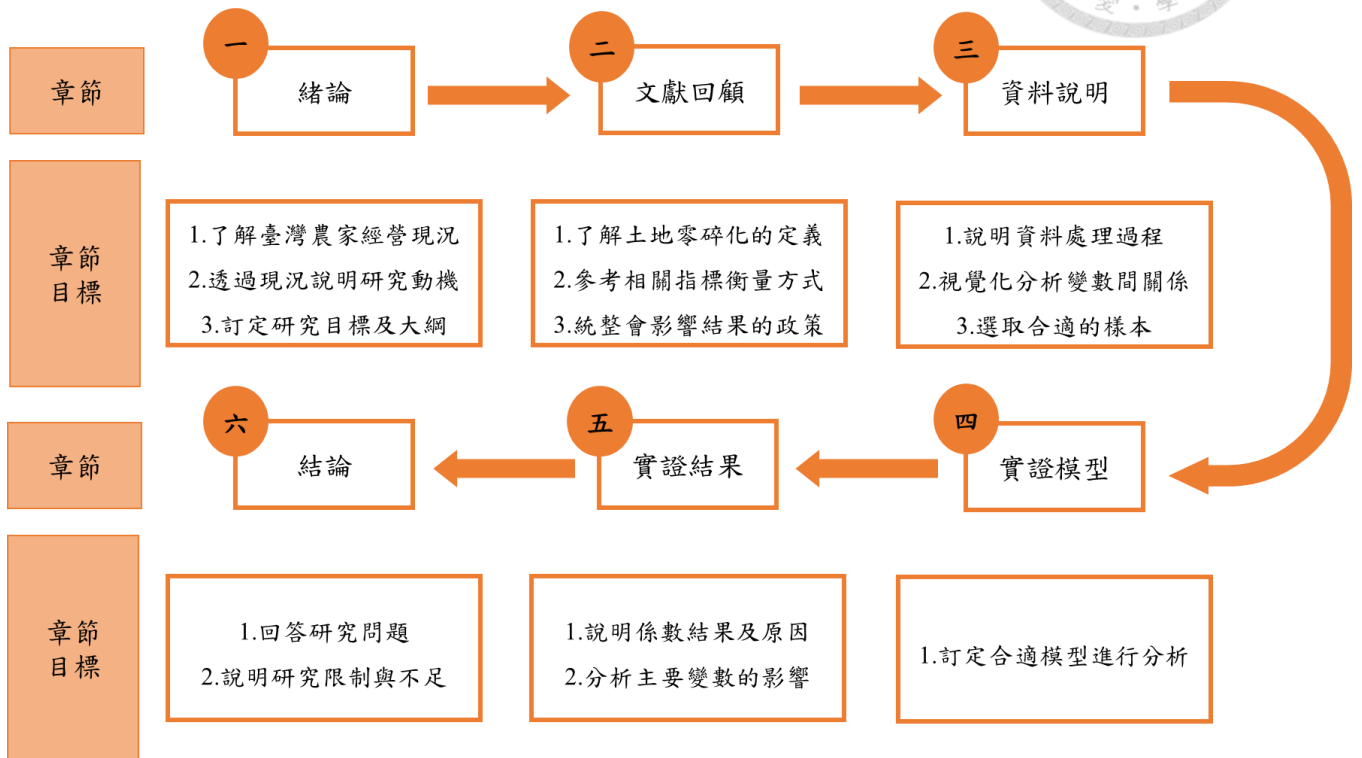 愛·學
章節
一
緒論
二
文獻回顧
三
資料說明
章節
目標
1.了解臺灣農家經營現況
2.透過現況說明研究動機
3.訂定研究目標及大綱
1.了解土地零碎化的定義
2.參考相關指標衡量方式
3.統整會影響結果的政策
1.說明資料處理過程
2.視覺化分析變數間關係
3.選取合適的樣本
章節
六
結論
五
實證結果
四
實證模型
章節
目標
1.回答研究問題
2.說明研究限制與不足
1.說明係數結果及原因
2.分析主要變數的影響
1.訂定合適模型進行分析